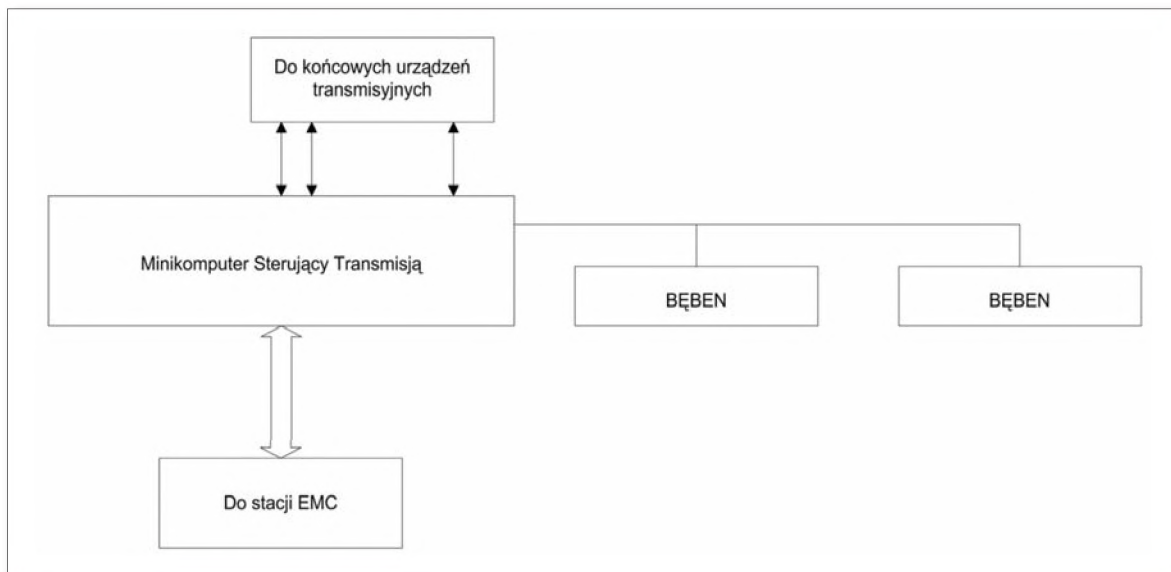 Do końcowych urządzeń
transmisyjnych
Minikomputer Sterujący Transmisją
BĘBEN
BĘBEN
Do stacji EMC